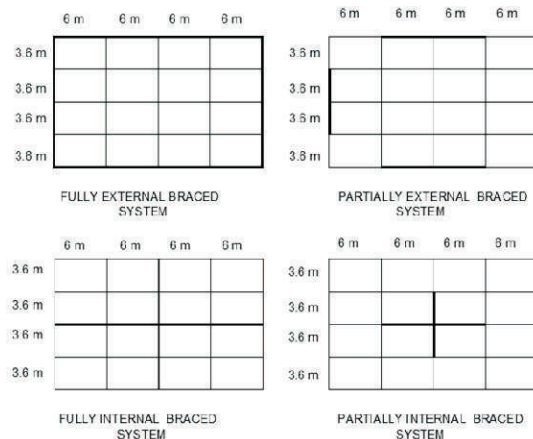 6 m 6 m 6 m 6 m
3.6 m
3.6 m
3.6 m
3.6 m
FULLY EXTERNAL BRACED
SYSTEM
6 m 6 m 6 m 6 m
3.6 m
3.6 m
3.6 m
3.6 m
PARTIALLY EXTERNAL BRACED
SYSTEM
6 m 6 m 6 m 6 m
3.6 m
3.6 m
3.6 m
3.6 m
FULLY INTERNAL BRACED
SYSTEM
6 m 6 m 6 m 6 m
3.6 m
3.6 m
3.6 m
3.6 m
PARTIALLY INTERNAL BRACED
SYSTEM